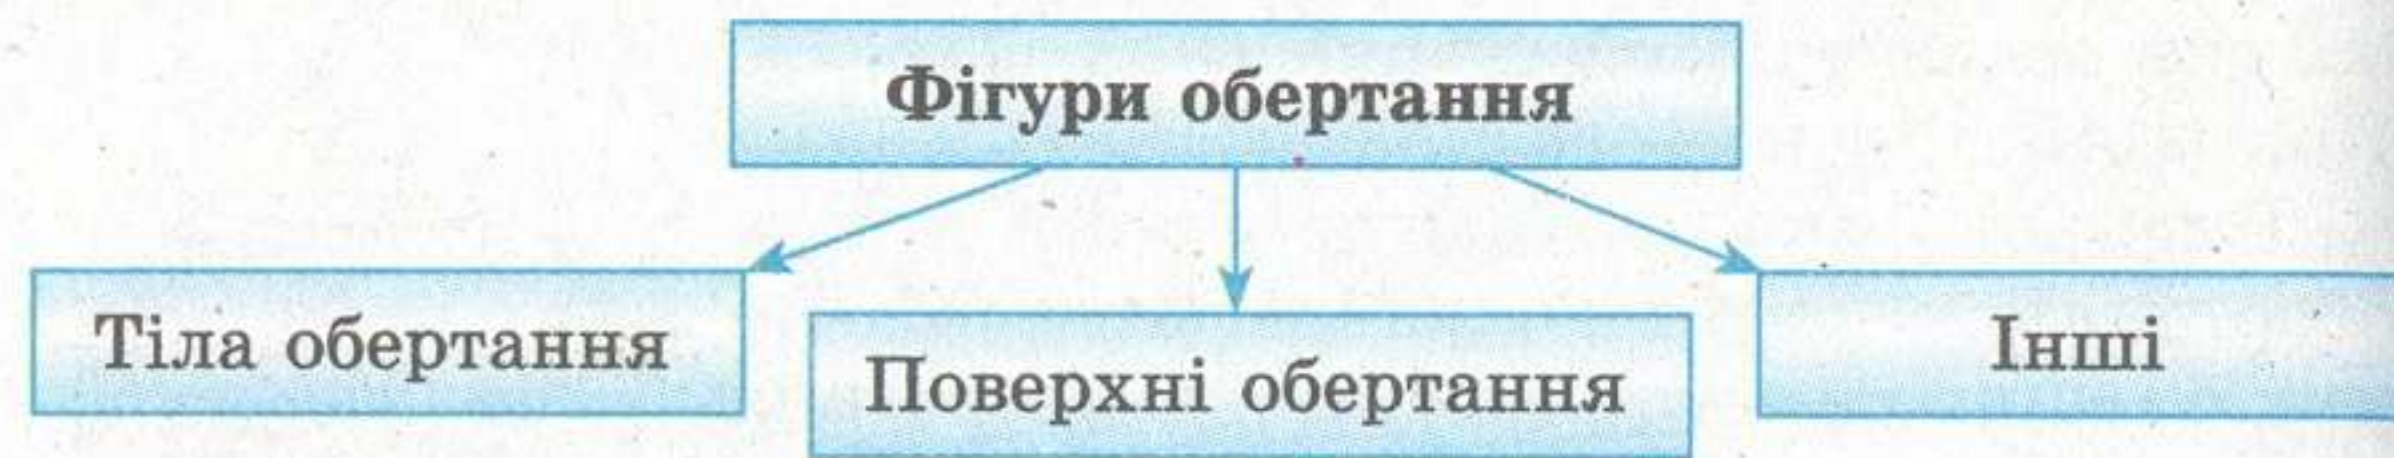 Фігури обертання
Тіла обертання
Поверхні обертання
Інші